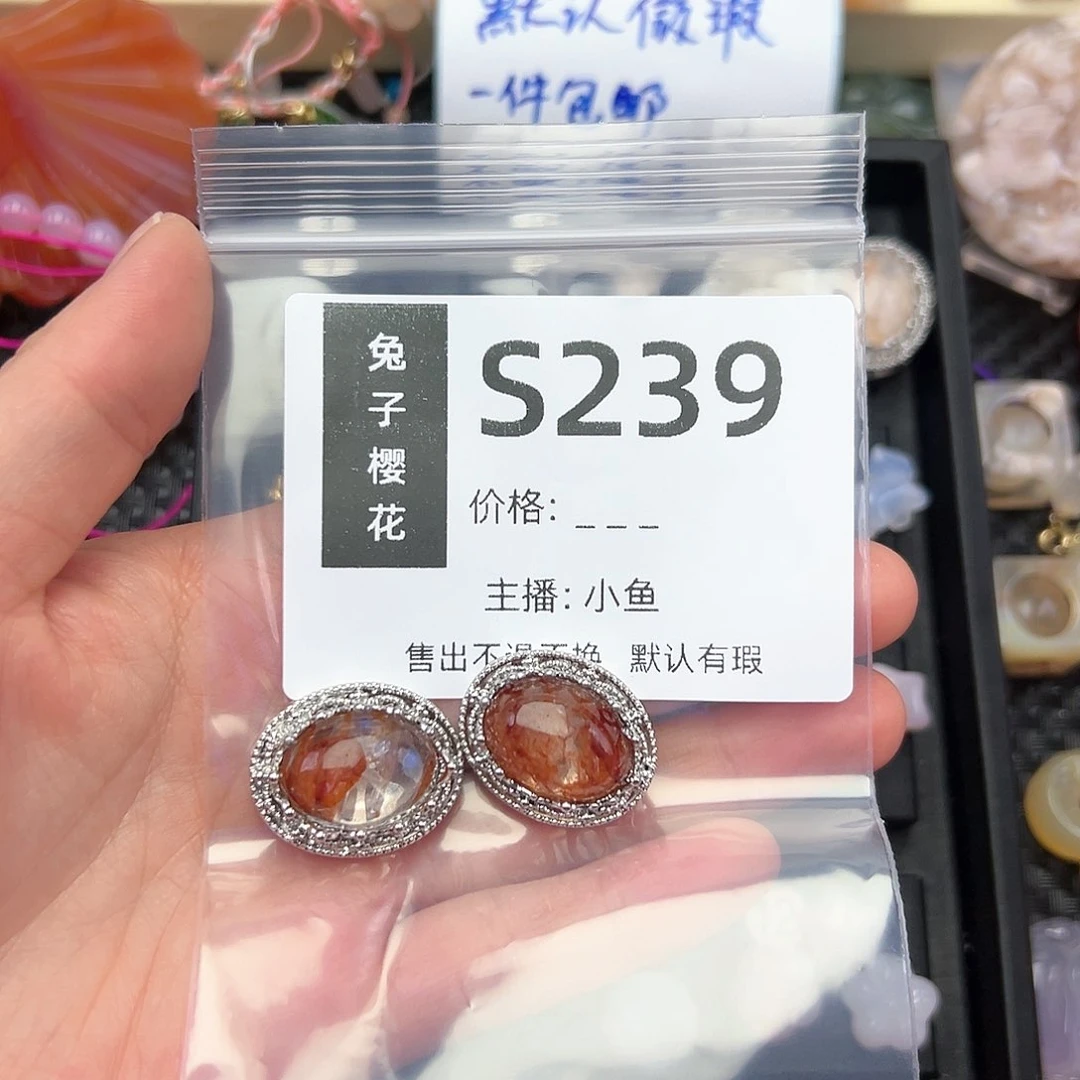 默认微瑕
一件包邮
兔子樱花
S239
价格: _ _ _
主播: 小鱼
售出不退不换 默认有瑕